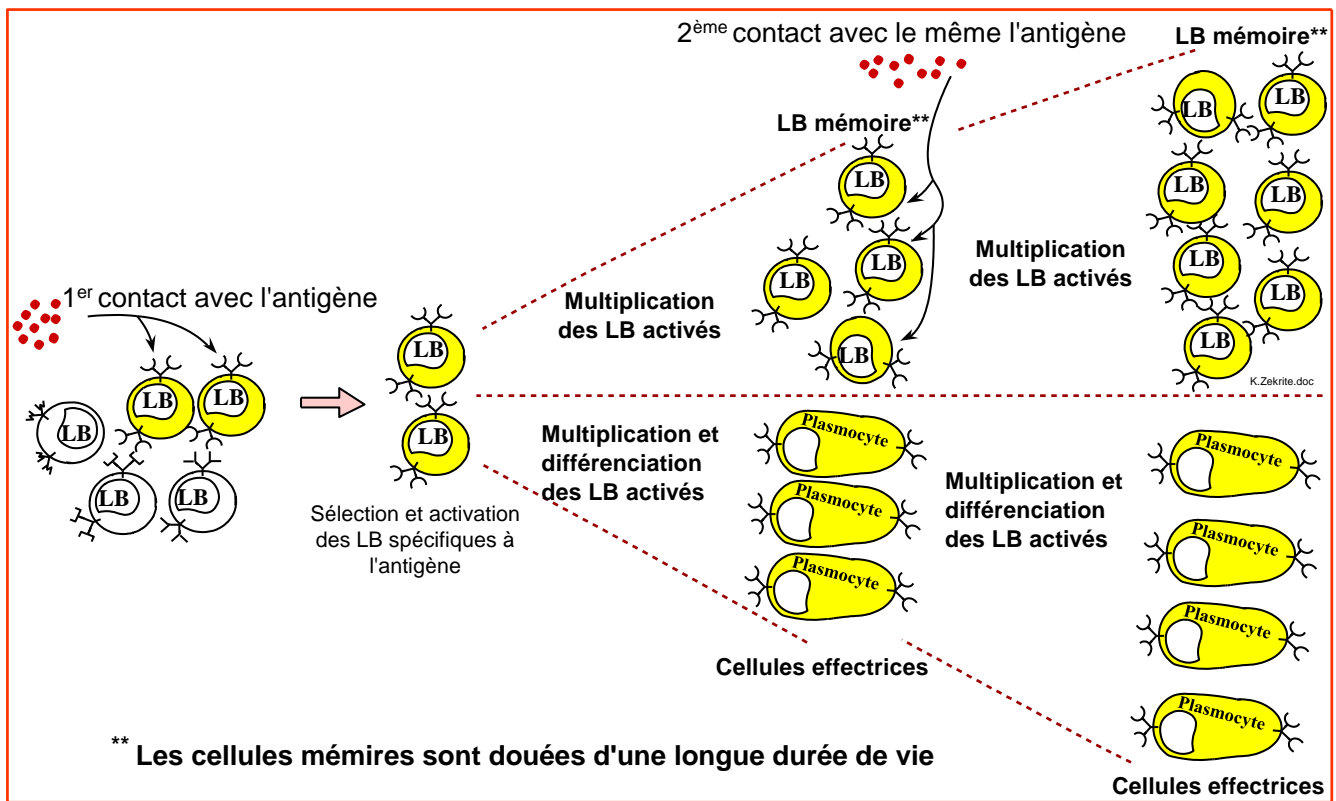 2ème contact avec le même l'antigène
LB mémoire**
LB
LB
LB mémoire**
LB
LB
LB
LB
LB
LB
LB
LB
LB
Multiplication
des LB activés
1er contact avec l'antigène
Multiplication
des LB activés
K.Zekrite.doc
LB
LB
LB
LB
LB
LB
LB
Sélection et activation
des LB spécifiques à
l'antigène
Multiplication et
différenciation
des LB activés
Plasmocyte
Plasmocyte
Plasmocyte
Cellules effectrices
Multiplication et
différenciation
des LB activés
Plasmocyte
Plasmocyte
Plasmocyte
Plasmocyte
Cellules effectrices
** Les cellules mémires sont douées d'une longue durée de vie